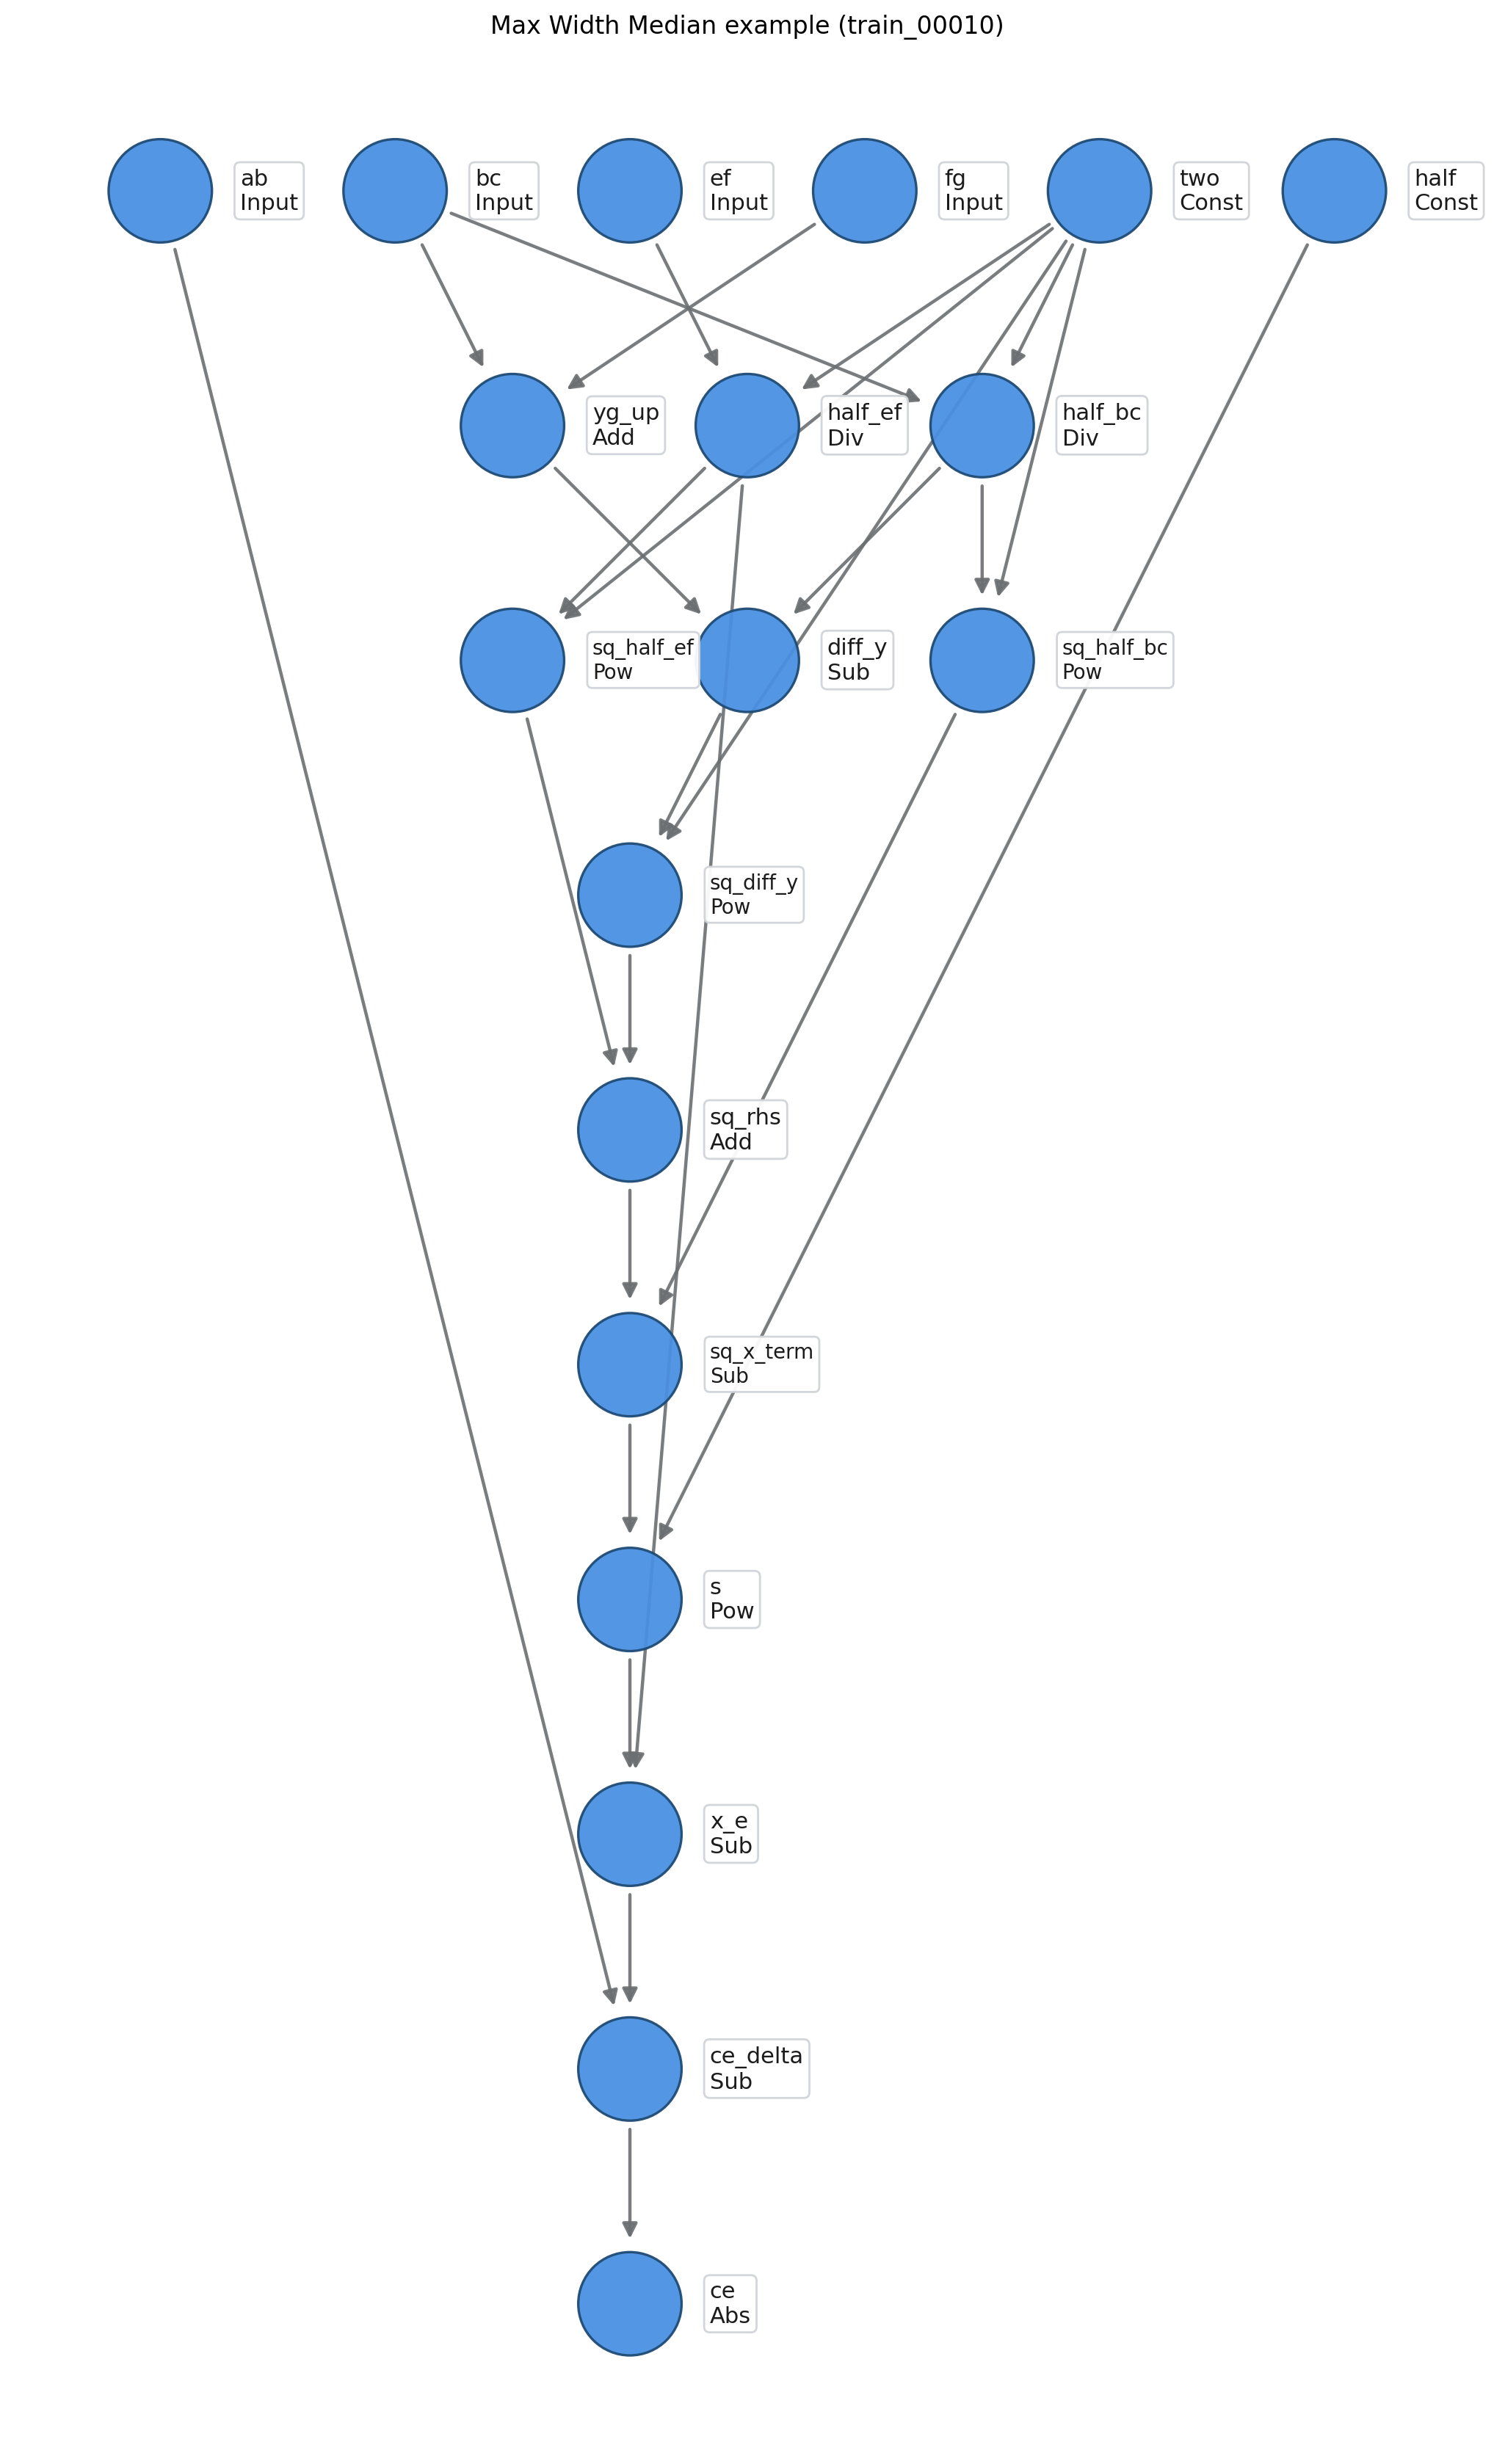 Max Width Median example (train_00010)
ab
Input
bc
Input
ef
Input
fg
Input
two
Const
half
Const
yg_up
Add
half_ef
Div
half_bc
Div
sq_half_ef
Pow
diff_y
Sub
sq_half_bc
Pow
sq_diff_y
Pow
sq_rhs
Add
sq_x_term
Sub
s
Pow
x_e
Sub
ce_delta
Sub
ce
Abs